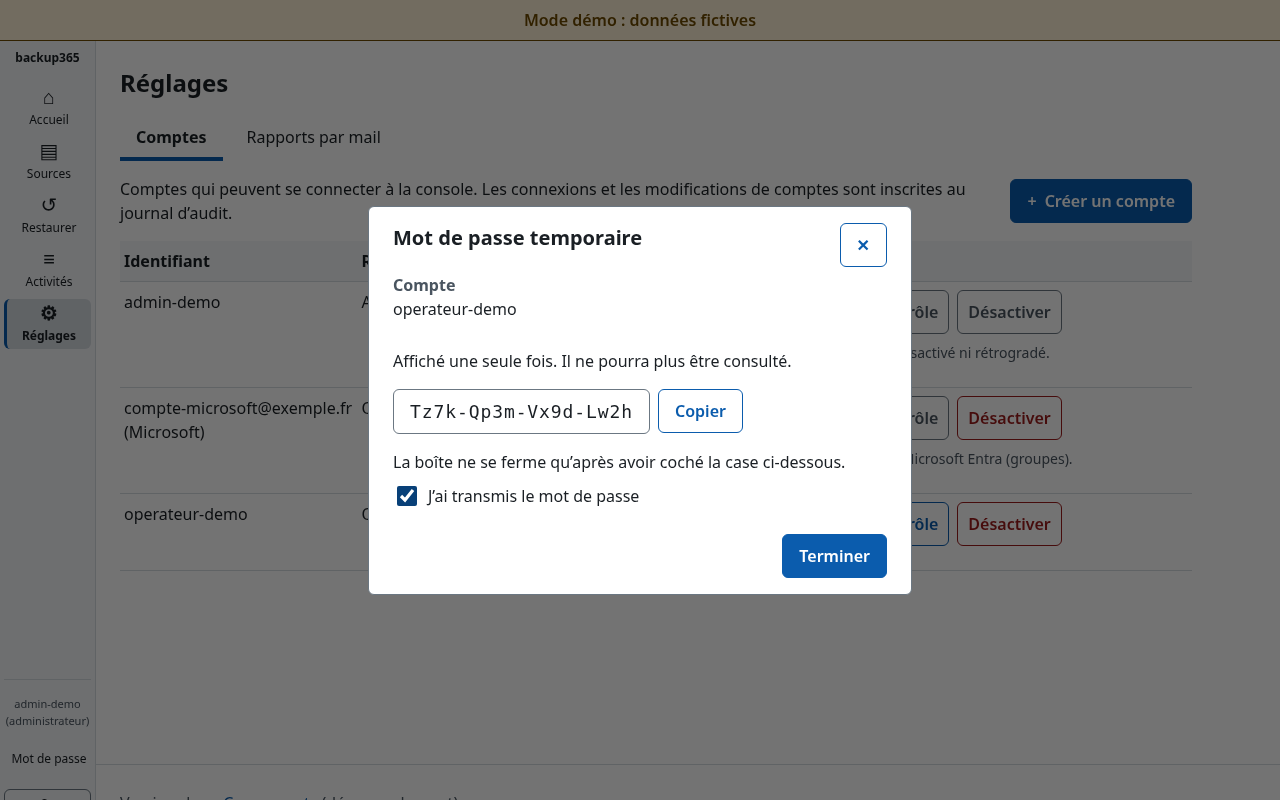 Mode démo : données fictives
backup365
Accueil
Sources
Restaurer
Activités
Réglages
admin-demo
(administrateur)
Mot de passe
Réglages
Comptes
Rapports par mail
Comptes qui peuvent se connecter à la console. Les connexions et les modifications de comptes sont inscrites au
journal d’audit.
+ Créer un compte
Identifiant
admin-demo
rôle
Désactiver
ni rétrogradé.
compte-microsoft@exemple.fr
(Microsoft)
rôle
Désactiver
Microsoft Entra (groupes).
operateur-demo
rôle
Désactiver
Mot de passe temporaire
×
Compte
operateur-demo
Affiché une seule fois. Il ne pourra plus être consulté.
Tz7k-Qp3m-Vx9d-Lw2h
Copier
La boîte ne se ferme qu’après avoir coché la case ci-dessous.
J’ai transmis le mot de passe
Terminer